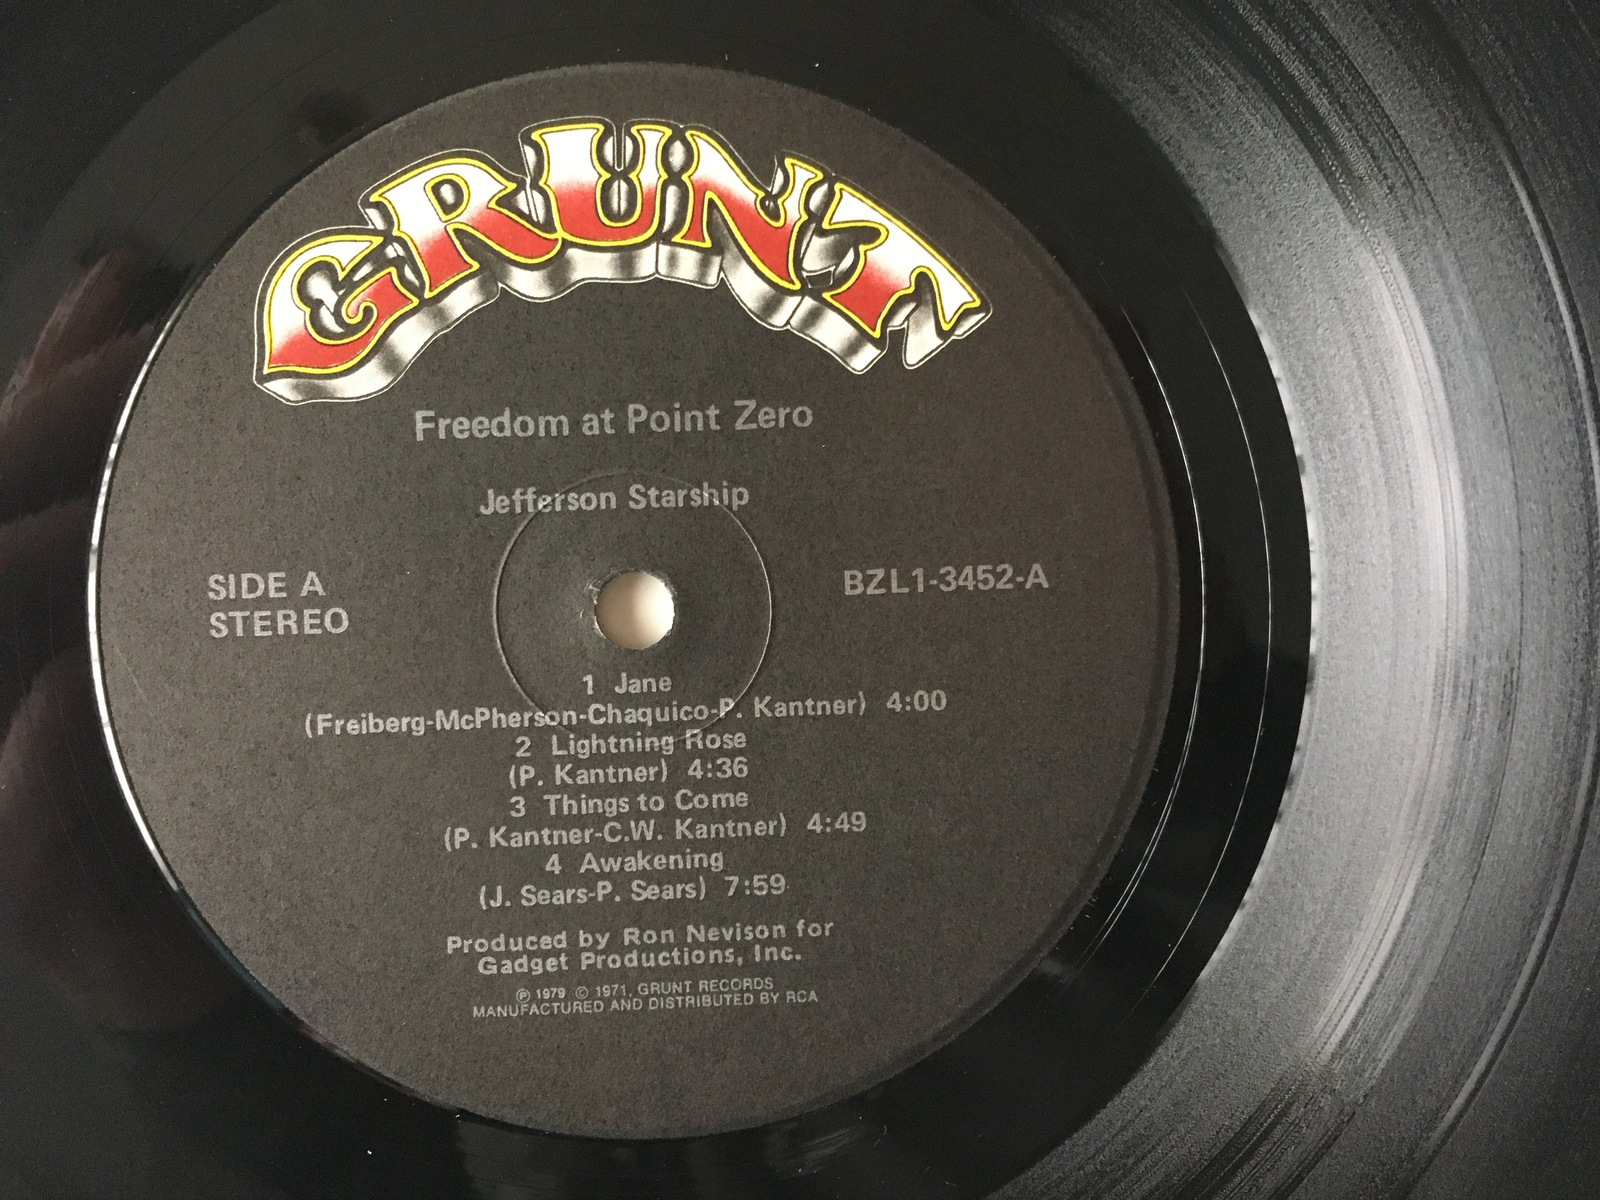 GRUNT
Freedom at Point Zero
Jefferson Starship
SIDE A
STEREO
BZL1-3452-A
1 Jane
(Freiberg-McPherson-Chaquico-P. Kantner) 4:00
2 Lightning Rose
(P. Kantner) 4:36
3 Things to Come
(P. Kantner-C.W. Kantner) 4:49
4 Awakening
(J. Sears-P. Sears) 7:59
Produced by Ron Nevison for
Gadget Productions, Inc.
℗ 1979 © 1971, GRUNT RECORDS
MANUFACTURED AND DISTRIBUTED BY RCA